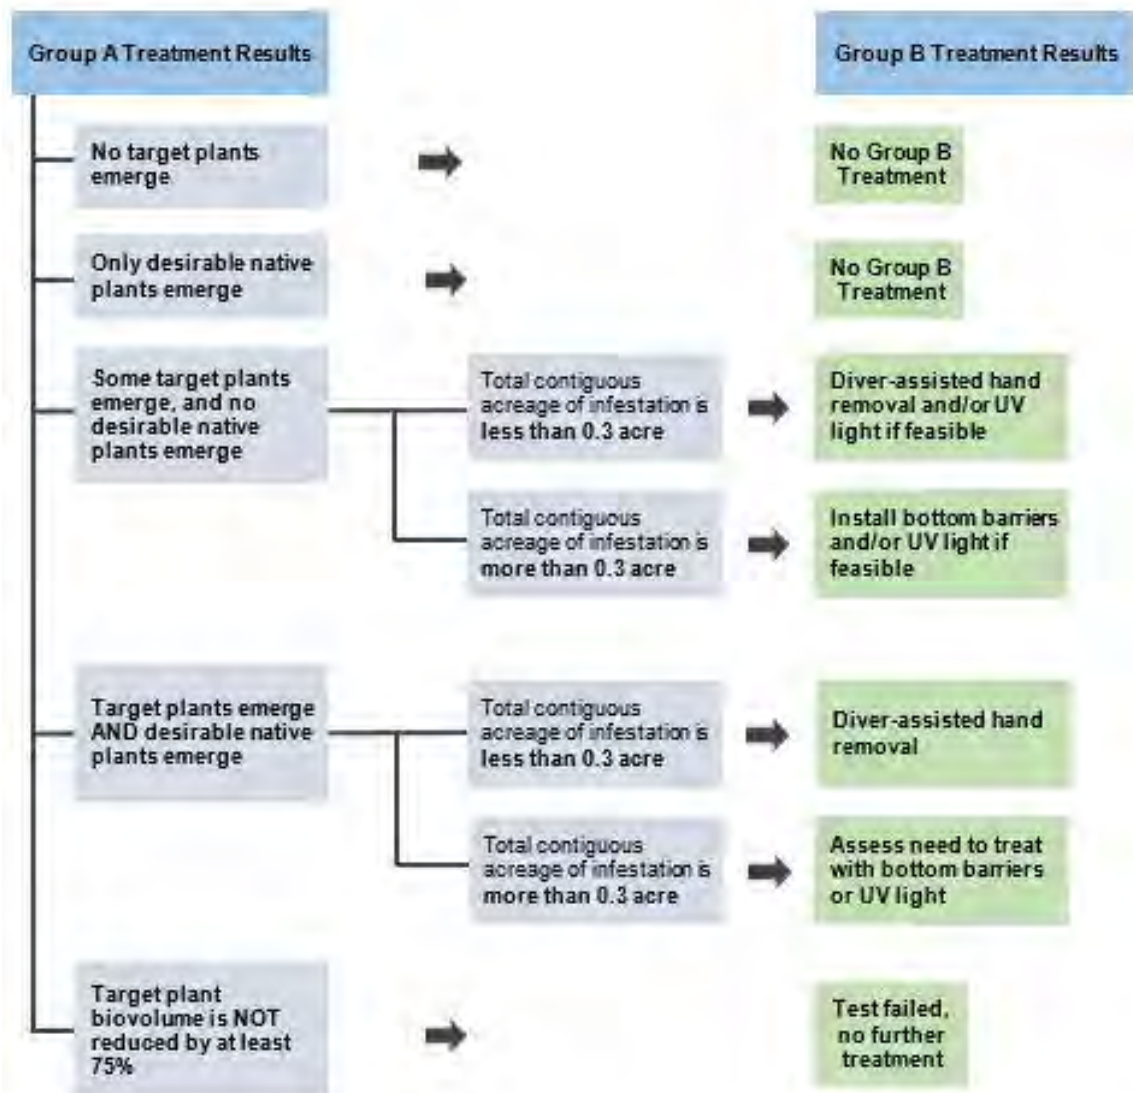 Group A Treatment Results
Group B Treatment Results
No target plants
emerge
No Group B
Treatment
Only desirable native
plants emerge
No Group B
Treatment
Some target plants
emerge, and no
desirable native
plants emerge
Total contiguous
acreage of infestation is
less than 0.3 acre
Diver-assisted hand
removal and/or UV
light if feasible
Total contiguous
acreage of infestation is
more than 0.3 acre
Install bottom barriers
and/or UV light if
feasible
Target plants emerge
AND desirable native
plants emerge
Total contiguous
acreage of infestation is
less than 0.3 acre
Diver-assisted hand
removal
Total contiguous
acreage of infestation is
more than 0.3 acre
Assess need to treat
with bottom barriers
or UV light
Target plant
biovolume is NOT
reduced by at least
75%
Test failed,
no further
treatment